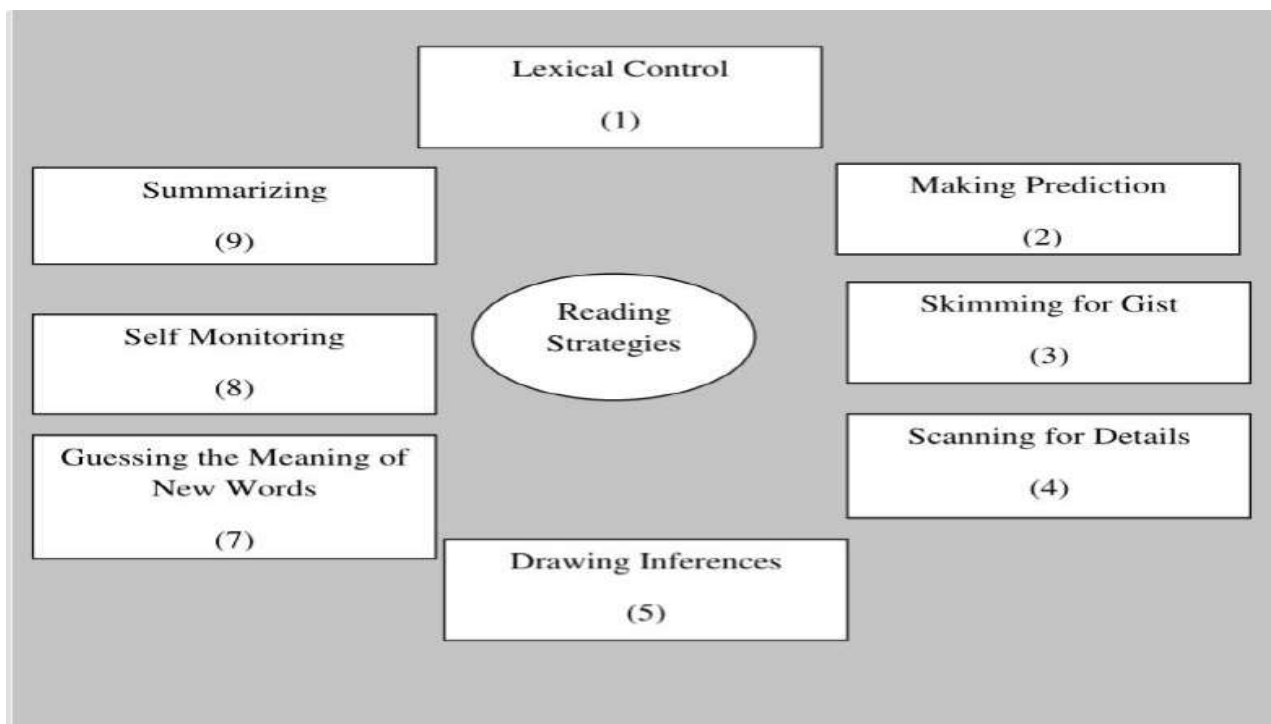 Lexical Control
(1)
Making Prediction
(2)
Skimming for Gist
(3)
Scanning for Details
(4)
Drawing Inferences
(5)
Guessing the Meaning of
New Words
(7)
Self Monitoring
(8)
Summarizing
(9)
Reading
Strategies